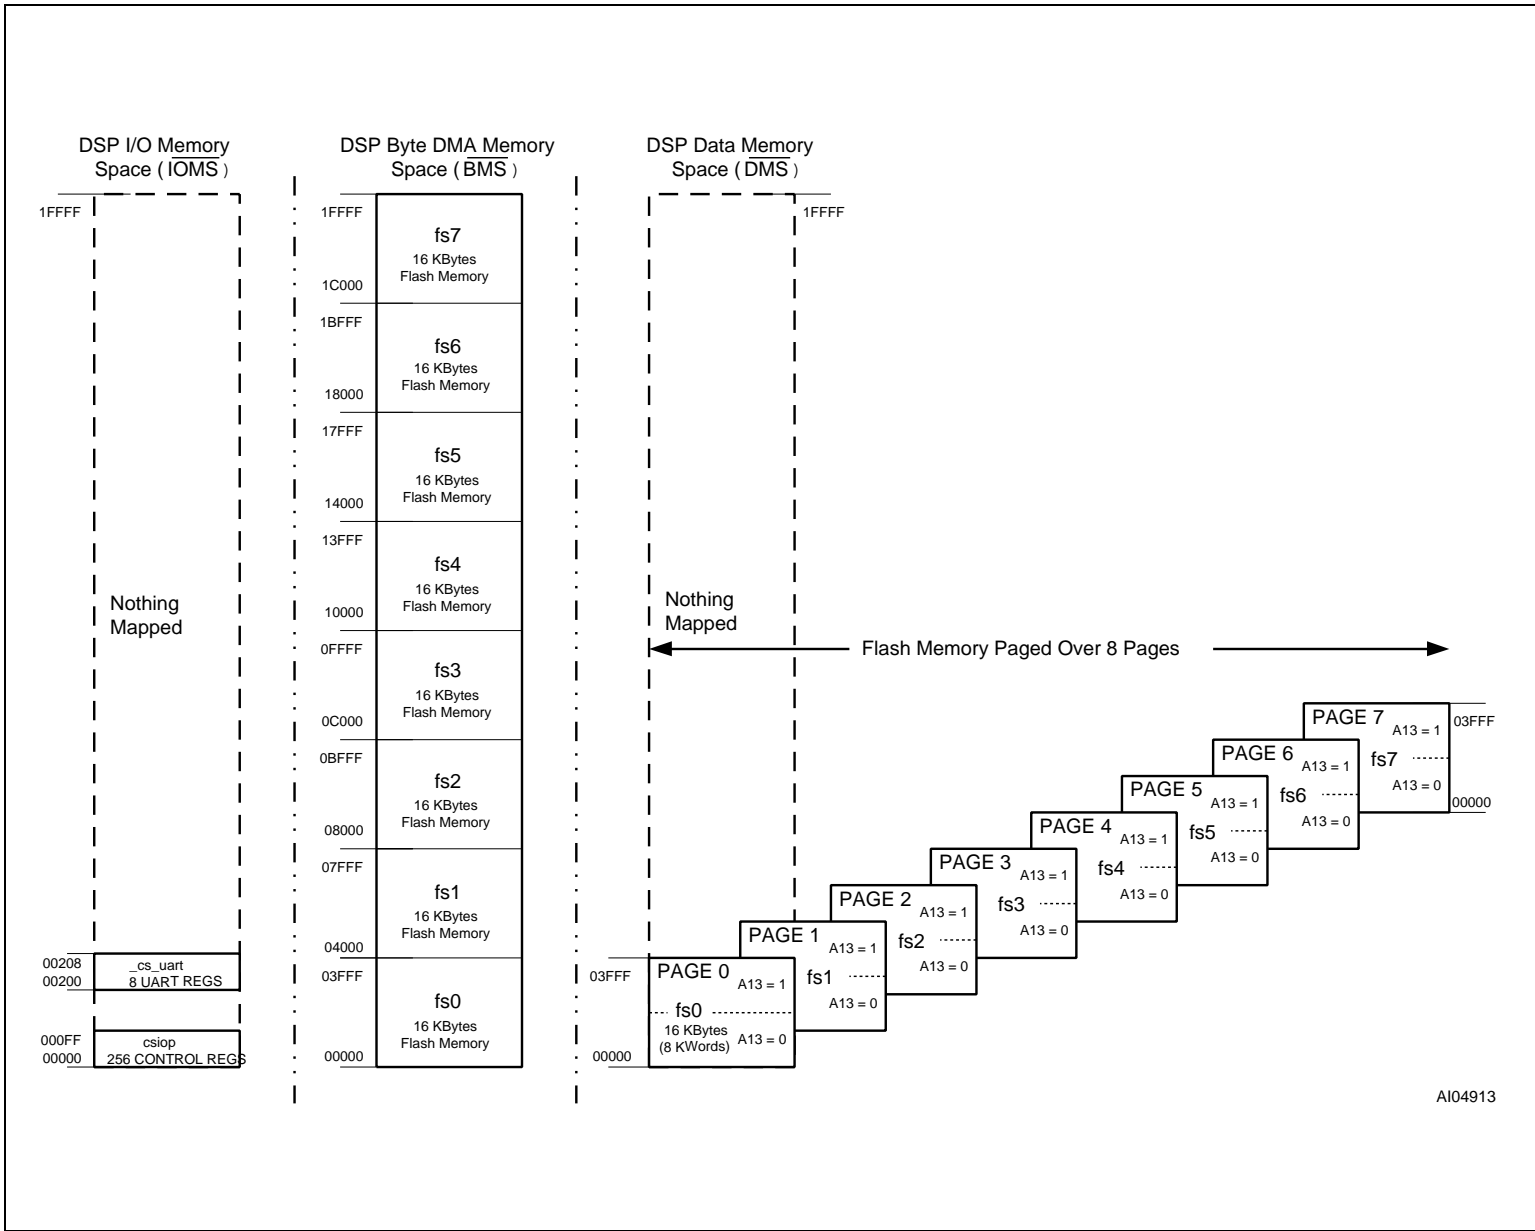 DSP I/O Memory
Space ( IOMS )
1FFFF
Nothing
Mapped
00208
_cs_uart
00200
8 UART REGS
000FF
csiop
00000
256 CONTROL REGS
DSP Byte DMA Memory
Space ( BMS )
1FFFF
fs7
16 KBytes
Flash Memory
1C000
1BFFF
fs6
16 KBytes
Flash Memory
18000
17FFF
fs5
16 KBytes
Flash Memory
14000
13FFF
fs4
16 KBytes
Flash Memory
10000
0FFFF
fs3
16 KBytes
Flash Memory
0C000
0BFFF
fs2
16 KBytes
Flash Memory
08000
07FFF
fs1
16 KBytes
Flash Memory
04000
03FFF
fs0
16 KBytes
Flash Memory
00000
DSP Data Memory
Space ( DMS )
1FFFF
Nothing
Mapped
Flash Memory Paged Over 8 Pages
03FFF
PAGE 0
A13 = 1
fs0
16 KBytes
(8 KWords)
A13 = 0
00000
PAGE 1
A13 = 1
fs1
A13 = 0
PAGE 2
A13 = 1
fs2
A13 = 0
PAGE 3
A13 = 1
fs3
A13 = 0
PAGE 4
A13 = 1
fs4
A13 = 0
PAGE 5
A13 = 1
fs5
A13 = 0
PAGE 6
A13 = 1
fs6
A13 = 0
PAGE 7
A13 = 1
03FFF
fs7
A13 = 0
00000
AI04913